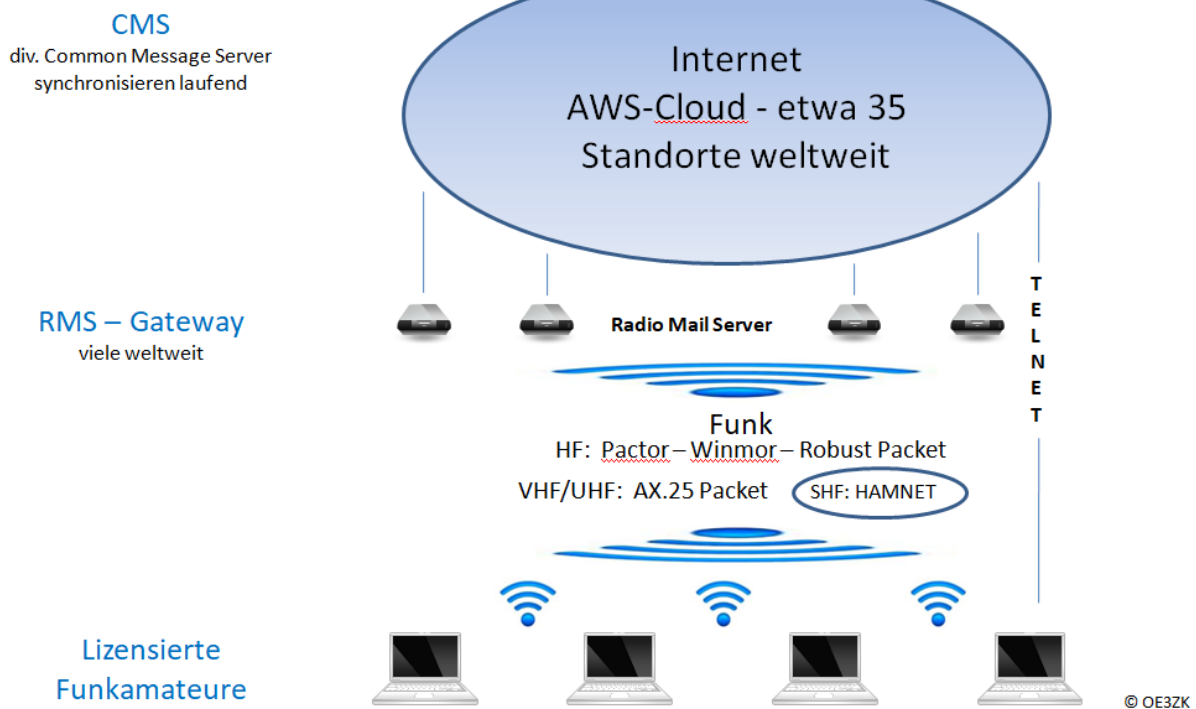 CMS
div. Common Message Server
synchronisieren laufend
Internet
AWS-Cloud - etwa 35
Standorte weltweit
RMS – Gateway
viele weltweit
Radio Mail Server
TELNET
Funk
HF: Pactor – Winmor – Robust Packet
VHF/UHF: AX.25 Packet
SHF: HAMNET
Lizensierte
Funkamateure
© OE3ZK